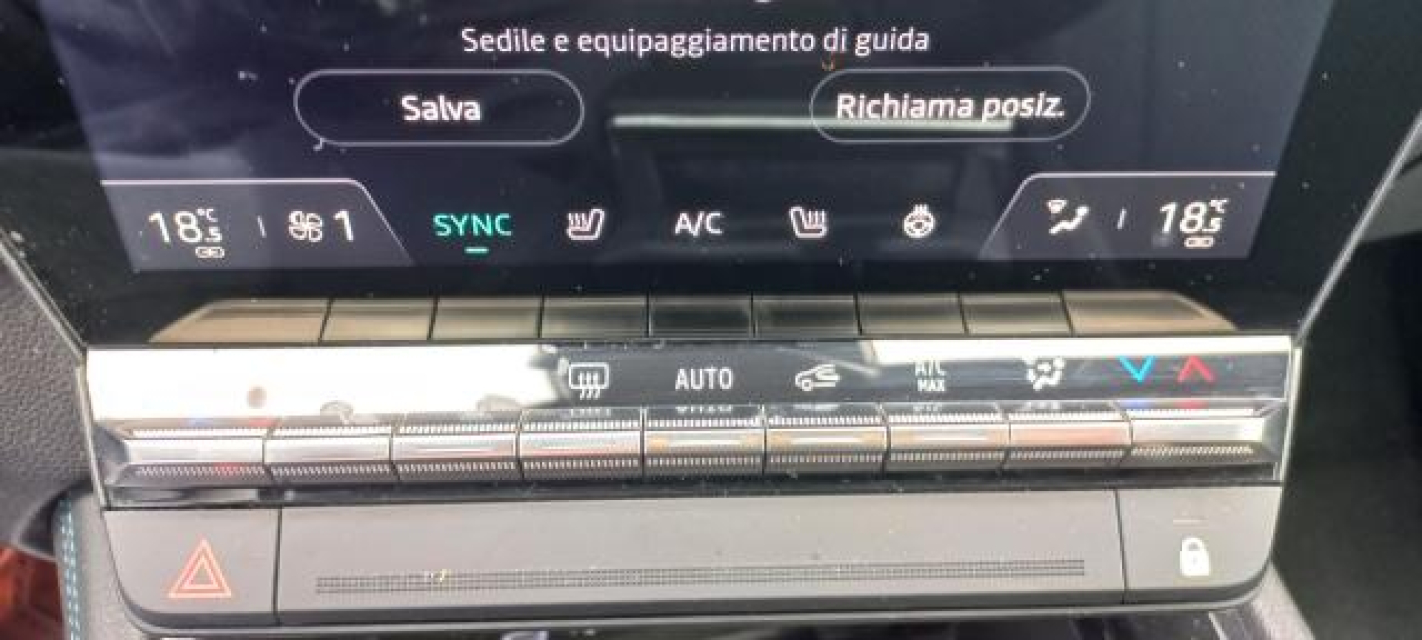 Sedile e equipaggiamento di guida
Salva Richiama posiz.
18.5 °C 1 SYNC A/C 18.5 °C
AUTO A/C MAX